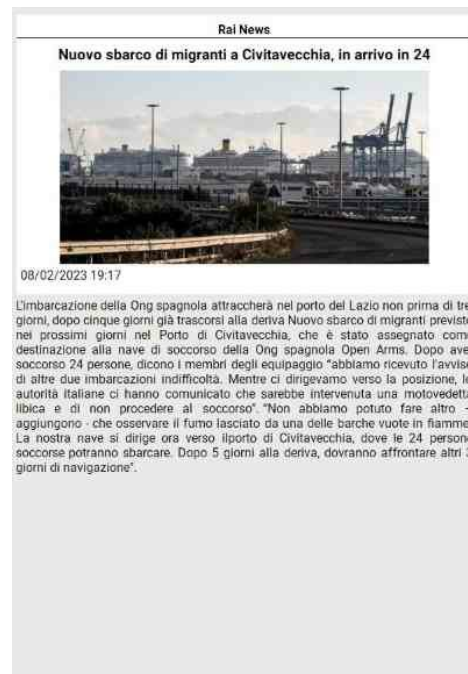 Rai News
Nuovo sbarco di migranti a Civitavecchia, in arrivo in 24
08/02/2023 19:17
L'imbarcazione della Ong spagnola attraccherà nel porto del Lazio non prima di tre
giorni, dopo cinque giorni già trascorsi alla deriva Nuovo sbarco di migranti previsto
nei prossimi giorni nel Porto di Civitavecchia, che è stato assegnato come
destinazione alla nave di soccorso della Ong spagnola Open Arms. Dopo aver
soccorso 24 persone, dicono i membri degli equipaggio "abbiamo ricevuto l'avviso
di altre due imbarcazioni indifficoltà. Mentre ci dirigevamo verso la posizione, le
autorità italiane ci hanno comunicato che sarebbe intervenuta una motovedetta
libica e di non procedere al soccorso". "Non abbiamo potuto fare altro -
aggiungono - che osservare il fumo lasciato da una delle barche vuote in fiamme.
La nostra nave si dirige ora verso ilporto di Civitavecchia, dove le 24 persone
soccorse potranno sbarcare. Dopo 5 giorni alla deriva, dovranno affrontare altri
giorni di navigazione".